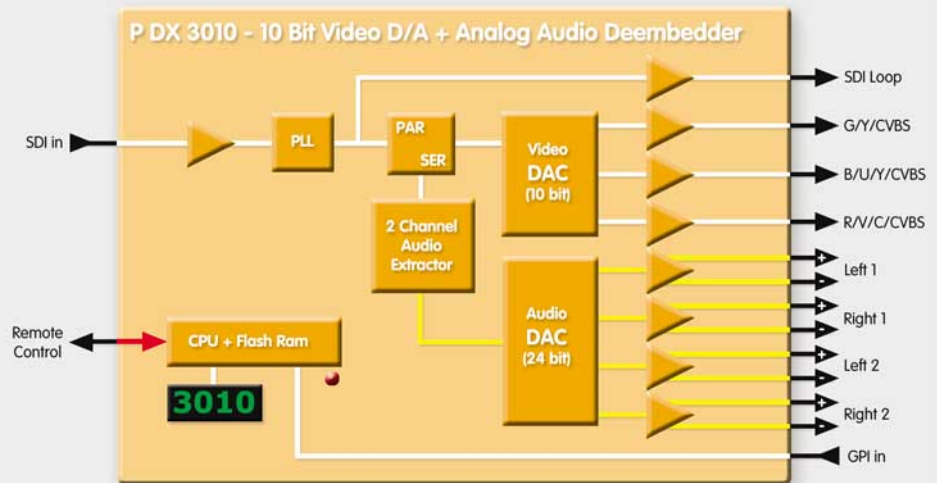 P DX 3010 - 10 Bit Video D/A + Analog Audio Deembedder
SDI in
PLL
PAR
SER
Video
DAC
(10 bit)
2 Channel
Audio
Extractor
Audio
DAC
(24 bit)
Remote
Control
CPU + Flash Ram
3010
SDI Loop
G/Y/CVBS
B/U/Y/CVBS
R/V/C/CVBS
+
Left 1
-
+
Right 1
-
+
Left 2
-
+
Right 2
-
GPI in